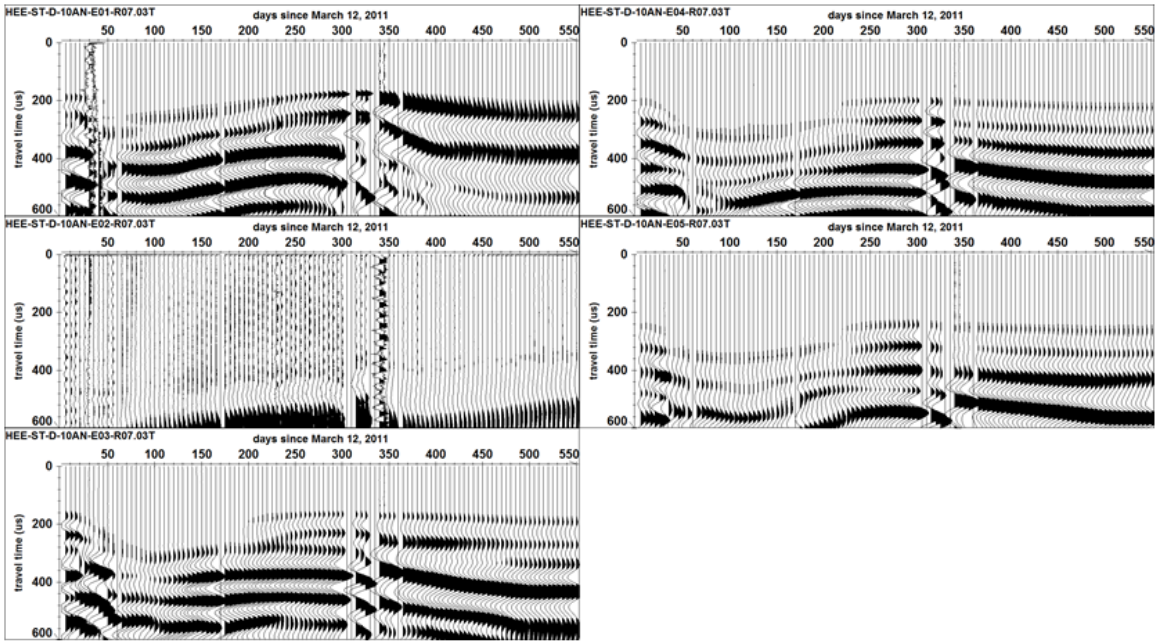 HEE-ST-D-10AN-E01-R07.03T days since March 12, 2011
50 100 150 200 250 300 350 400 450 500 550
travel time (us)
0
200
400
600
HEE-ST-D-10AN-E02-R07.03T days since March 12, 2011
50 100 150 200 250 300 350 400 450 500 550
travel time (us)
0
200
400
600
HEE-ST-D-10AN-E03-R07.03T days since March 12, 2011
50 100 150 200 250 300 350 400 450 500 550
travel time (us)
0
200
400
600
HEE-ST-D-10AN-E04-R07.03T days since March 12, 2011
50 100 150 200 250 300 350 400 450 500 550
travel time (us)
0
200
400
600
HEE-ST-D-10AN-E05-R07.03T days since March 12, 2011
50 100 150 200 250 300 350 400 450 500 550
travel time (us)
0
200
400
600